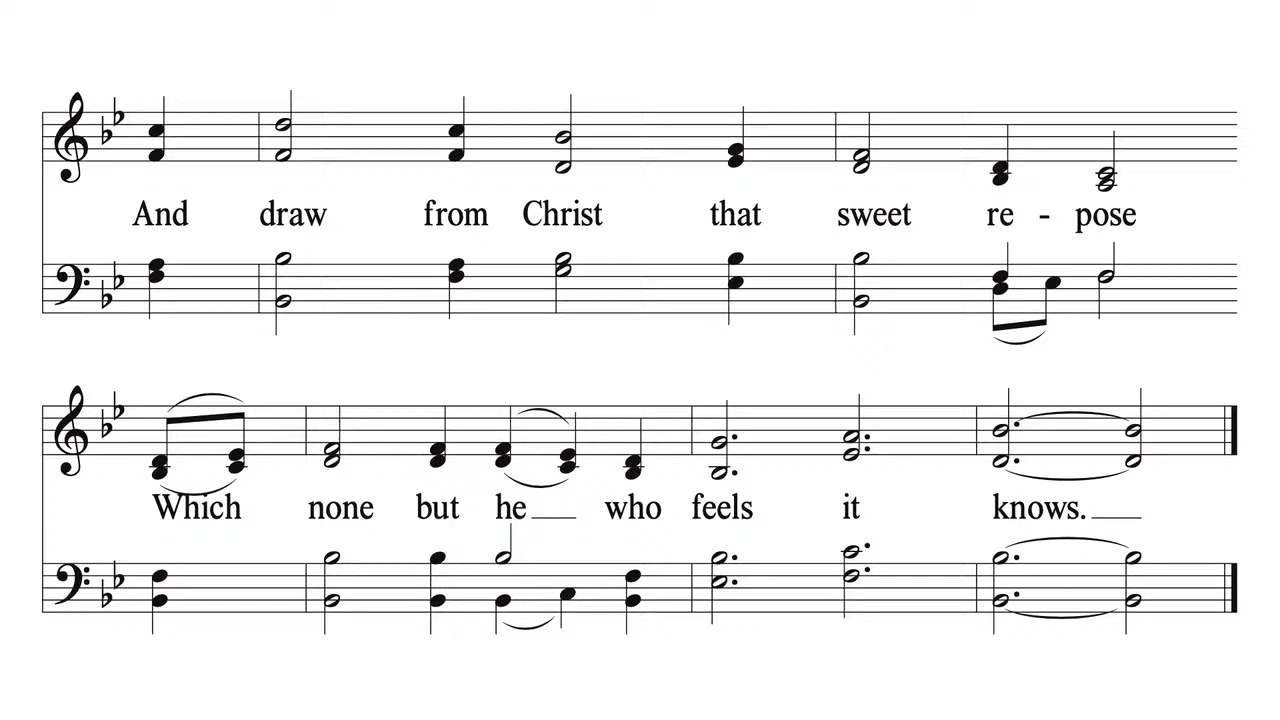 And draw from Christ that sweet re - pose
Which none but he who feels it knows.